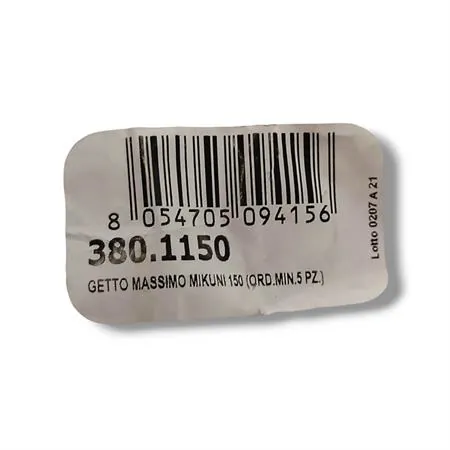 8 054705 094156
380.1150
GETTO MASSIMO MIKUNI 150 (ORD.MIN.5 PZ.)
Lotto 0207 A 21